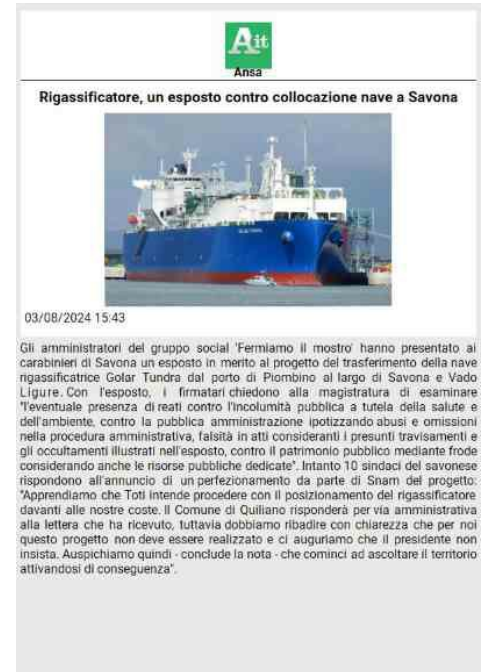 Ait
Ansa
Rigassificatore, un esposto contro collocazione nave a Savona
03/08/2024 15:43
Gli amministratori del gruppo social 'Fermiamo il mostro' hanno presentato ai
carabinieri di Savona un esposto in merito al progetto del trasferimento della nave
rigassificatrice Golar Tundra dal porto di Piombino al largo di Savona e Vado
Ligure. Con l'esposto, i firmatari chiedono alla magistratura di esaminare
"l'eventuale presenza di reati contro l'incolumità pubblica a tutela della salute e
dell'ambiente, contro la pubblica amministrazione ipotizzando abusi e omissioni
nella procedura amministrativa, falsità in atti consideranti i presunti travisamenti e
gli occultamenti illustrati nell'esposto, contro il patrimonio pubblico mediante frode
considerando anche le risorse pubbliche dedicate". Intanto 10 sindaci del savonese
rispondono all'annuncio di un perfezionamento da parte di Snam del progetto:
"Apprendiamo che Toti intende procedere con il posizionamento del rigassificatore
davanti alle nostre coste. Il Comune di Quiliano risponderà per via amministrativa
alla lettera che ha ricevuto, tuttavia dobbiamo ribadire con chiarezza che per noi
questo progetto non deve essere realizzato e ci auguriamo che il presidente non
insista. Auspichiamo quindi - conclude la nota - che cominci ad ascoltare il territorio
attivandosi di conseguenza".